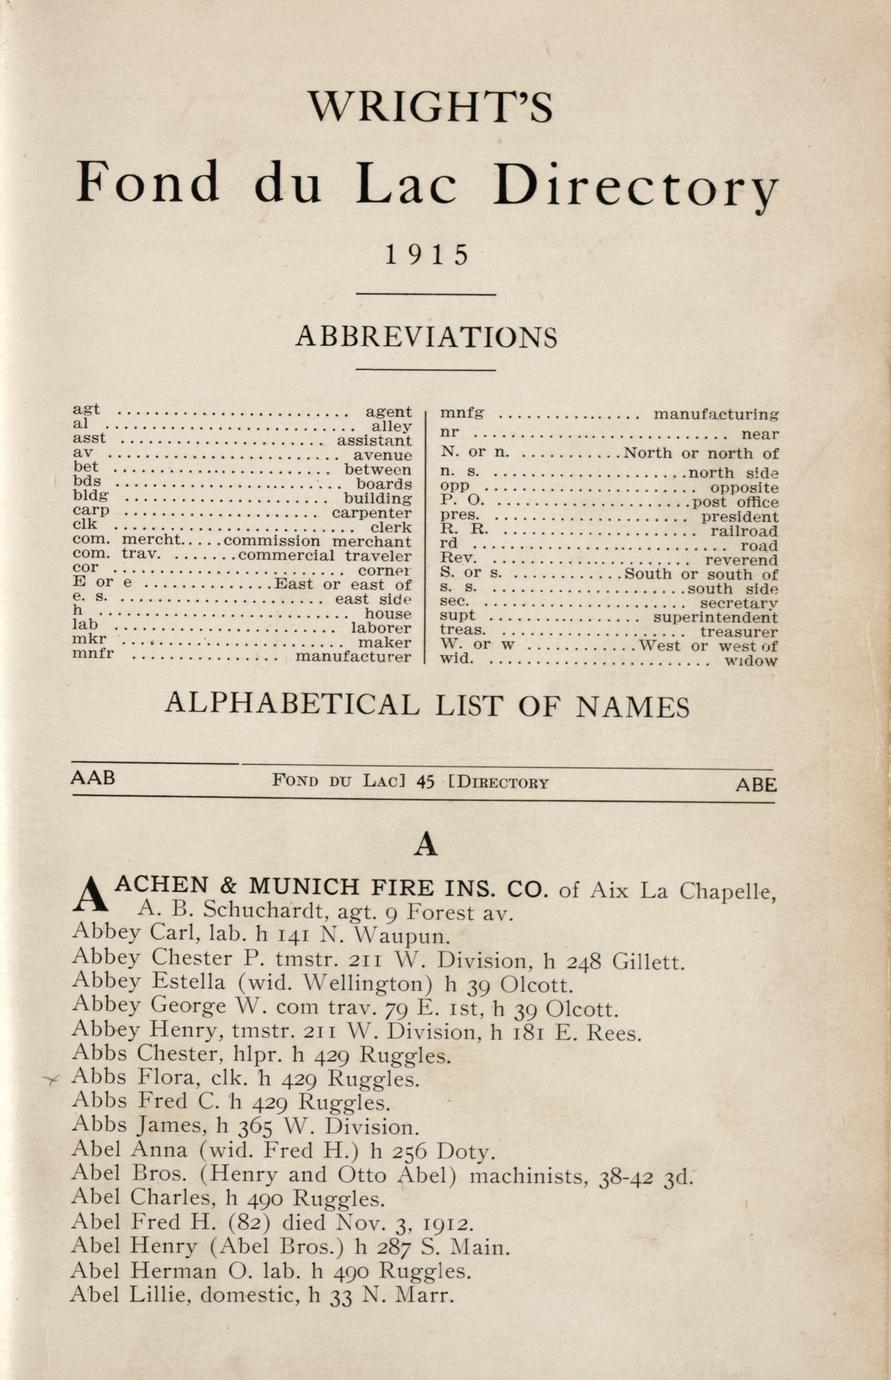 WRIGHT'S
Fond du Lac Directory
1915
ABBREVIATIONS
agt .......................... agent
al ............................ alley
asst ..................... assistant
av ......................... avenue
bet ........................ between
bds ......................... boards
bldg ....................... building
carp ..................... carpenter
clk ........................... clerk
com. mercht.....commission merchant
com. trav. .......commercial traveler
cor .......................... corner
E or e .............East or east of
e. s. ...................... east side
h ............................. house
lab ......................... laborer
mkr .......................... maker
mnfr ............... manufacturer
mnfg ................ manufacturing
nr ............................. near
N. or n. ...........North or north of
n. s. ......................north side
opp ........................ opposite
P. O. .....................post office
pres. ..................... president
R. R. ..................... railroad
rd ............................. road
Rev. ...................... reverend
S. or s. ............South or south of
s. s. ......................south side
sec. ...................... secretary
supt ................ superintendent
treas. .................... treasurer
W. or w ............West or west of
wid. ......................... widow
ALPHABETICAL LIST OF NAMES
AAB FOND DU LAC] 45 [DIRECTORY ABE
A
AACHEN & MUNICH FIRE INS. CO. of Aix La Chapelle,
A. B. Schuchardt, agt. 9 Forest av.
Abbey Carl, lab. h 141 N. Waupun.
Abbey Chester P. tmstr. 211 W. Division, h 248 Gillett.
Abbey Estella (wid. Wellington) h 39 Olcott.
Abbey George W. com trav. 79 E. 1st, h 39 Olcott.
Abbey Henry, tmstr. 211 W. Division, h 181 E. Rees.
Abbs Chester, hlpr. h 429 Ruggles.
Abbs Flora, clk. h 429 Ruggles.
Abbs Fred C. h 429 Ruggles.
Abbs James, h 365 W. Division.
Abel Anna (wid. Fred H.) h 256 Doty.
Abel Bros. (Henry and Otto Abel) machinists, 38-42 3d.
Abel Charles, h 490 Ruggles.
Abel Fred H. (82) died Nov. 3, 1912.
Abel Henry (Abel Bros.) h 287 S. Main.
Abel Herman O. lab. h 490 Ruggles.
Abel Lillie, domestic, h 33 N. Marr.